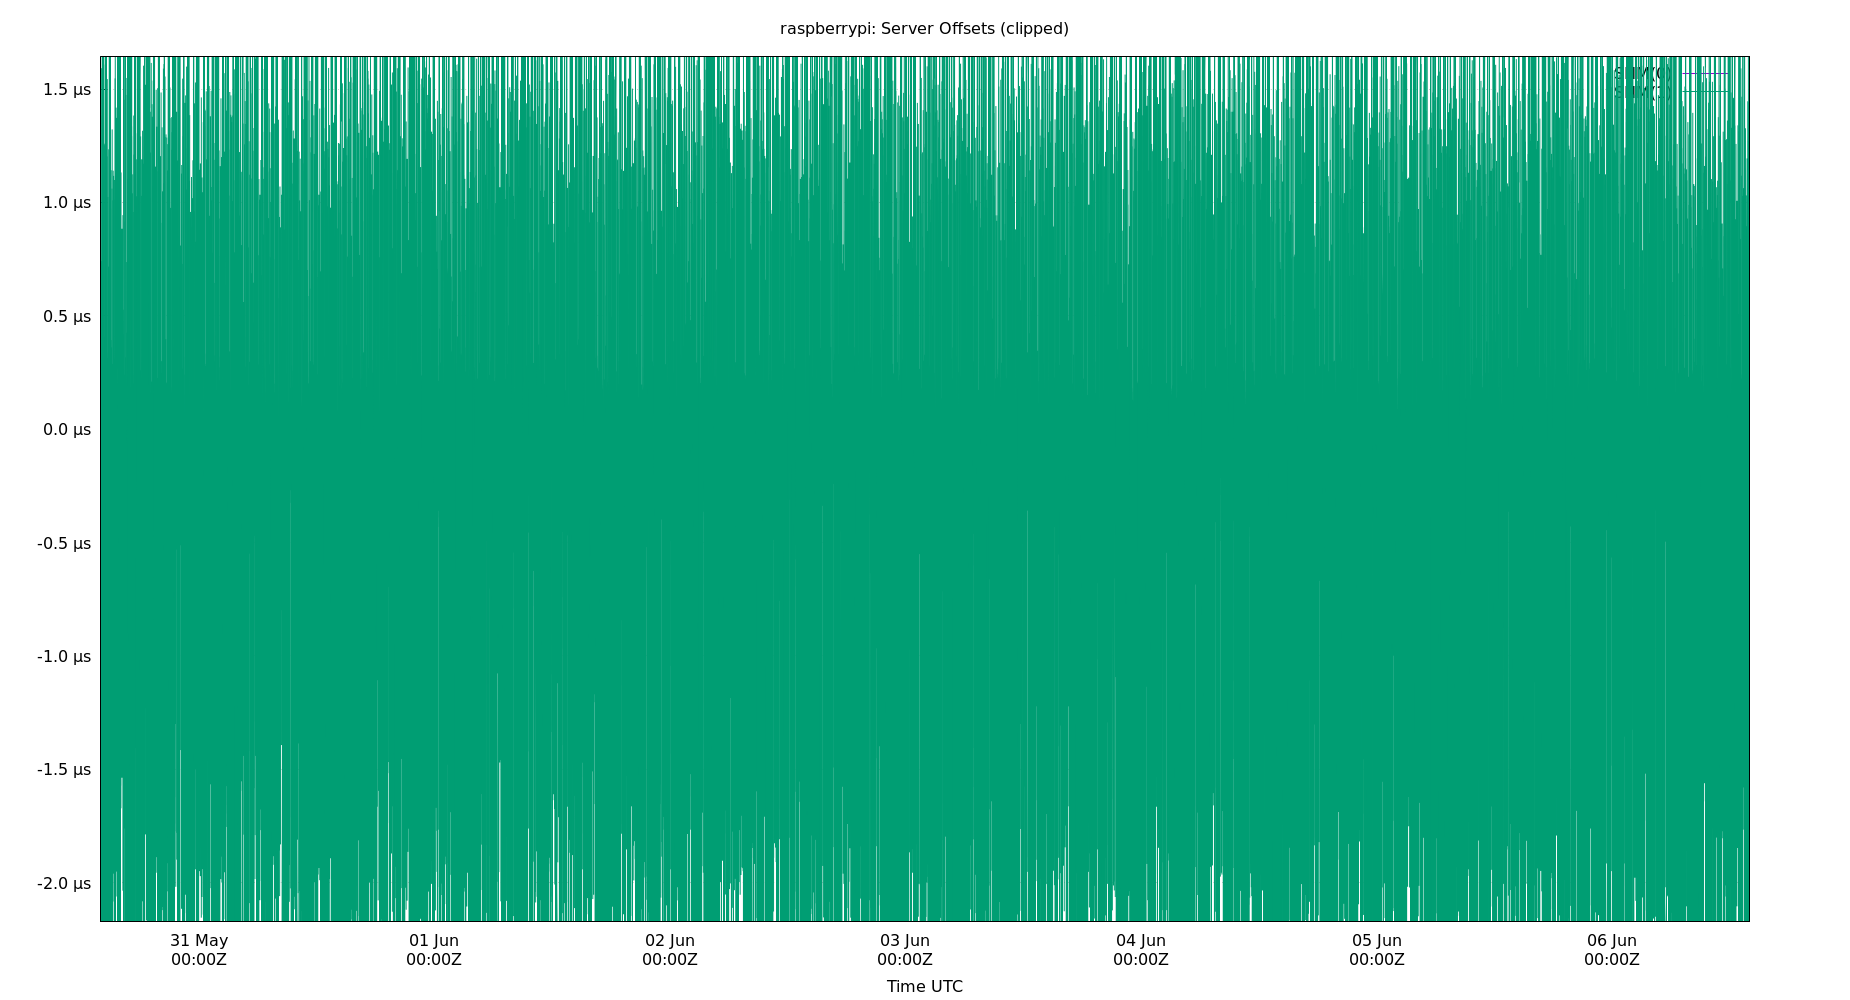 raspberrypi: Server Offsets (clipped)
1.5 µs
1.0 µs
0.5 µs
0.0 µs
-0.5 µs
-1.0 µs
-1.5 µs
-2.0 µs
31 May
00:00Z
01 Jun
00:00Z
02 Jun
00:00Z
03 Jun
00:00Z
04 Jun
00:00Z
05 Jun
00:00Z
06 Jun
00:00Z
Time UTC